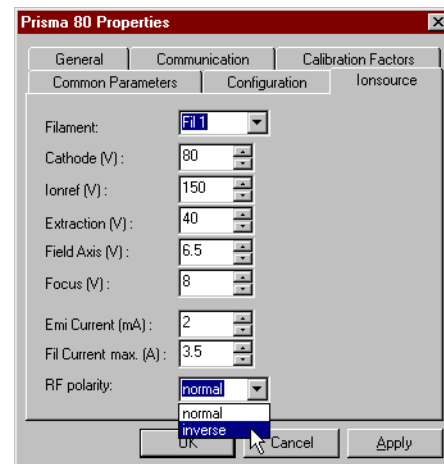 Prisma 80 Properties
General Communication Calibration Factors
Common Parameters Configuration Ionsource
Filament: Fil 1
Cathode (V) : 80
Ionref (V) : 150
Extraction (V) : 40
Field Axis (V) : 6.5
Focus (V) : 8
Emi Current (mA) : 2
Fil Current max. (A) : 3.5
RF polarity: normal
normal
inverse
OK Cancel Apply